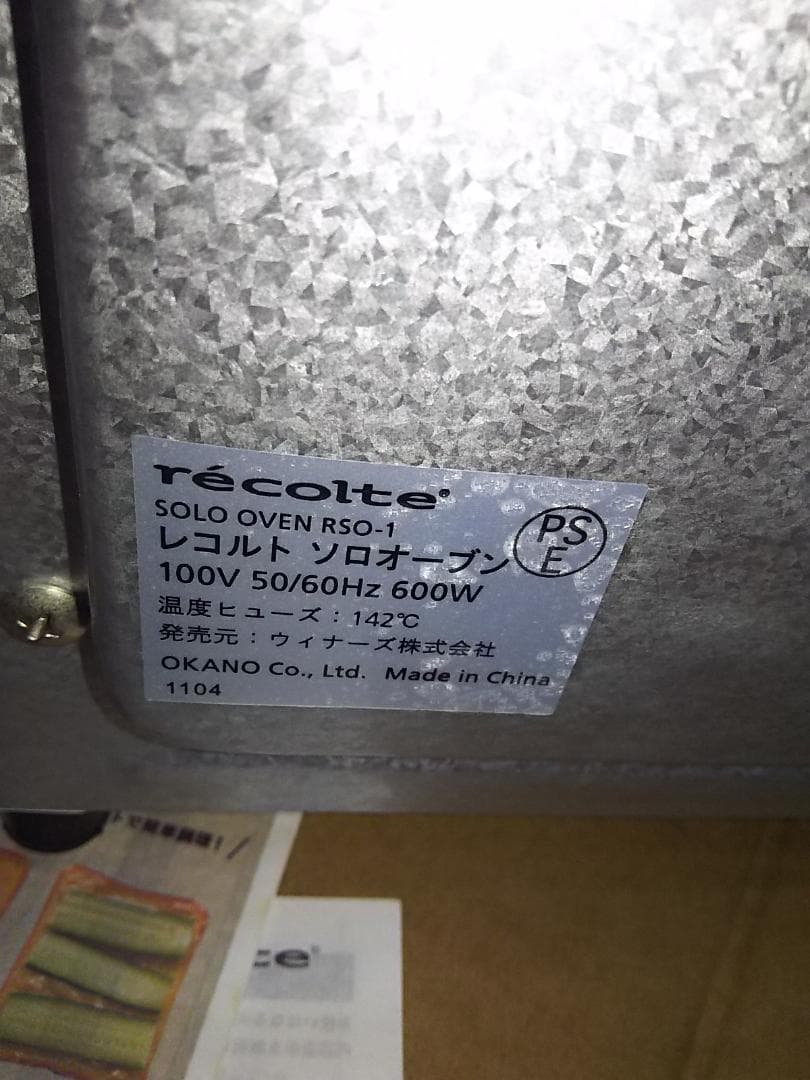 récolte®
SOLO OVEN RSO-1
レコルト ソロオーブン
PS
E
100V 50/60Hz 600W
温度ヒューズ：142℃
発売元：ウィナーズ株式会社
OKANO Co., Ltd. Made in China
1104